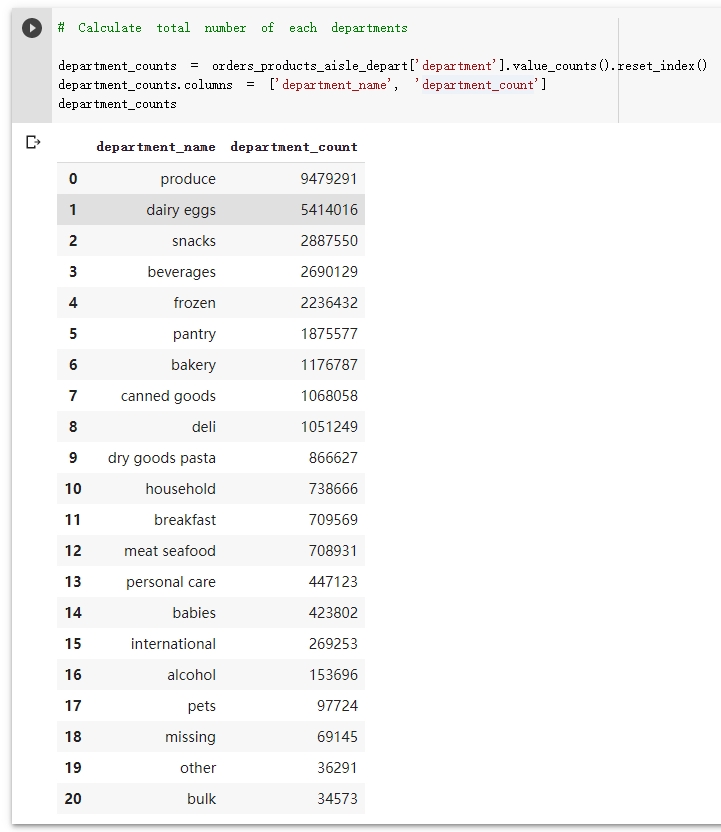 # Calculate total number of each departments
department_counts = orders_products_aisle_depart['department'].value_counts().reset_index()
department_counts.columns = ['department_name', 'department_count']
department_counts
department_name department_count
0 produce 9479291
1 dairy eggs 5414016
2 snacks 2887550
3 beverages 2690129
4 frozen 2236432
5 pantry 1875577
6 bakery 1176787
7 canned goods 1068058
8 deli 1051249
9 dry goods pasta 866627
10 household 738666
11 breakfast 709569
12 meat seafood 708931
13 personal care 447123
14 babies 423802
15 international 269253
16 alcohol 153696
17 pets 97724
18 missing 69145
19 other 36291
20 bulk 34573